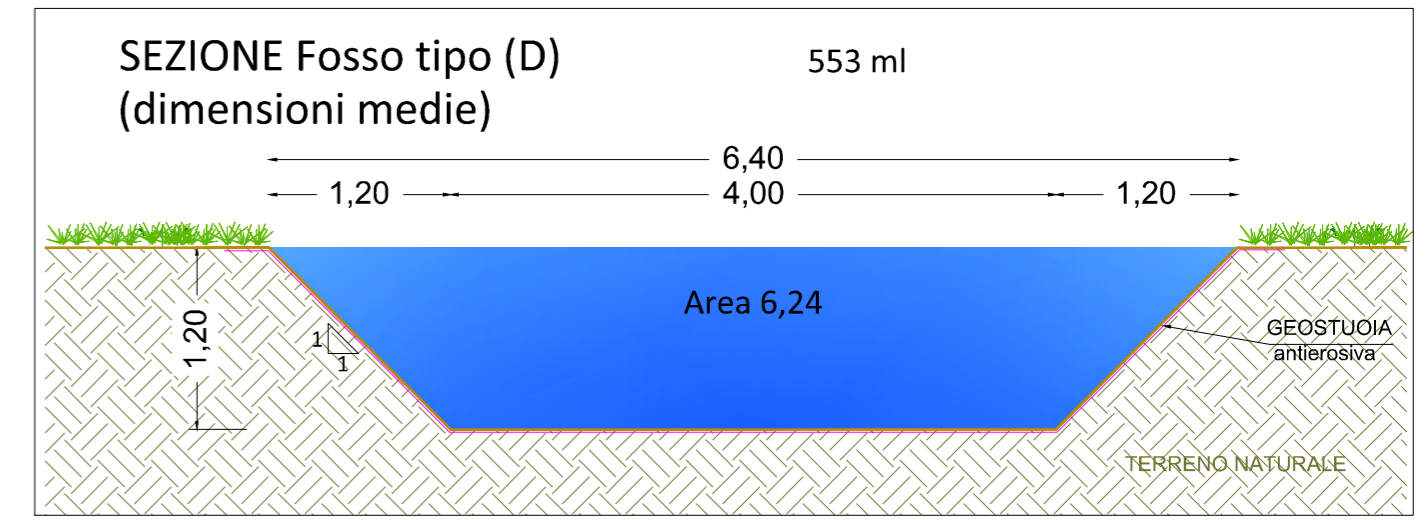 SEZIONE Fosso tipo (D)
553 ml
(dimensioni medie)
6,40
1,20
4,00
1,20
Area 6,24
1,20
1
1
GEOSTUOIA
antierosiva
TERRENO NATURALE